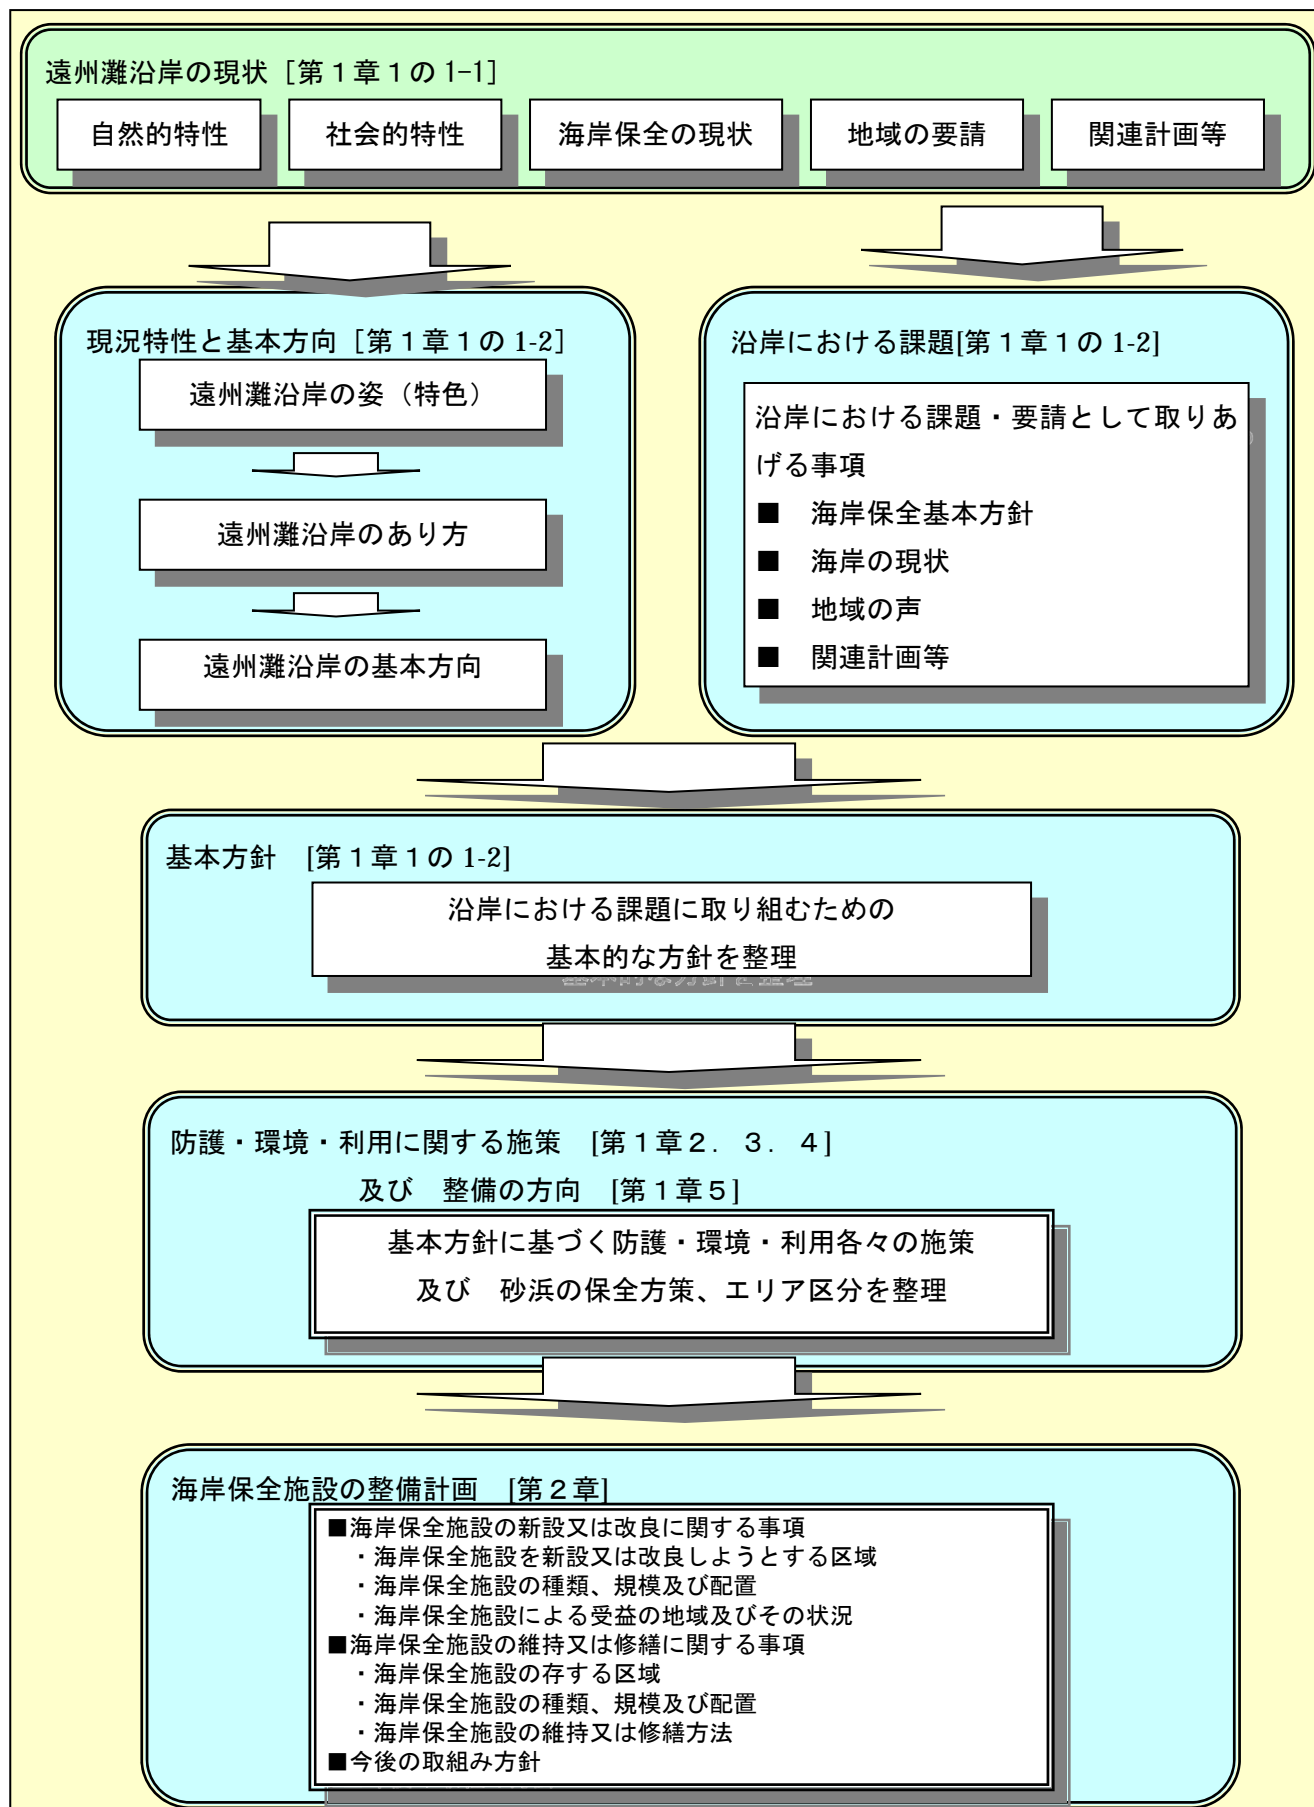 遠州灘沿岸の現状［第１章１の 1-1］
自然的特性
社会的特性
海岸保全の現状
地域の要請
関連計画等
現況特性と基本方向［第１章１の 1-2］
遠州灘沿岸の姿（特色）
遠州灘沿岸のあり方
遠州灘沿岸の基本方向
沿岸における課題[第１章１の 1-2]
沿岸における課題・要請として取りあ
げる事項
■　海岸保全基本方針
■　海岸の現状
■　地域の声
■　関連計画等
基本方針　[第１章１の 1-2]
沿岸における課題に取り組むための
基本的な方針を整理
防護・環境・利用に関する施策　[第１章２．３．４]
及び　整備の方向　[第１章５]
基本方針に基づく防護・環境・利用各々の施策
及び　砂浜の保全方策、エリア区分を整理
海岸保全施設の整備計画　[第２章]
■海岸保全施設の新設又は改良に関する事項
・海岸保全施設を新設又は改良しようとする区域
・海岸保全施設の種類、規模及び配置
・海岸保全施設による受益の地域及びその状況
■海岸保全施設の維持又は修繕に関する事項
・海岸保全施設の存する区域
・海岸保全施設の種類、規模及び配置
・海岸保全施設の維持又は修繕方法
■今後の取組み方針